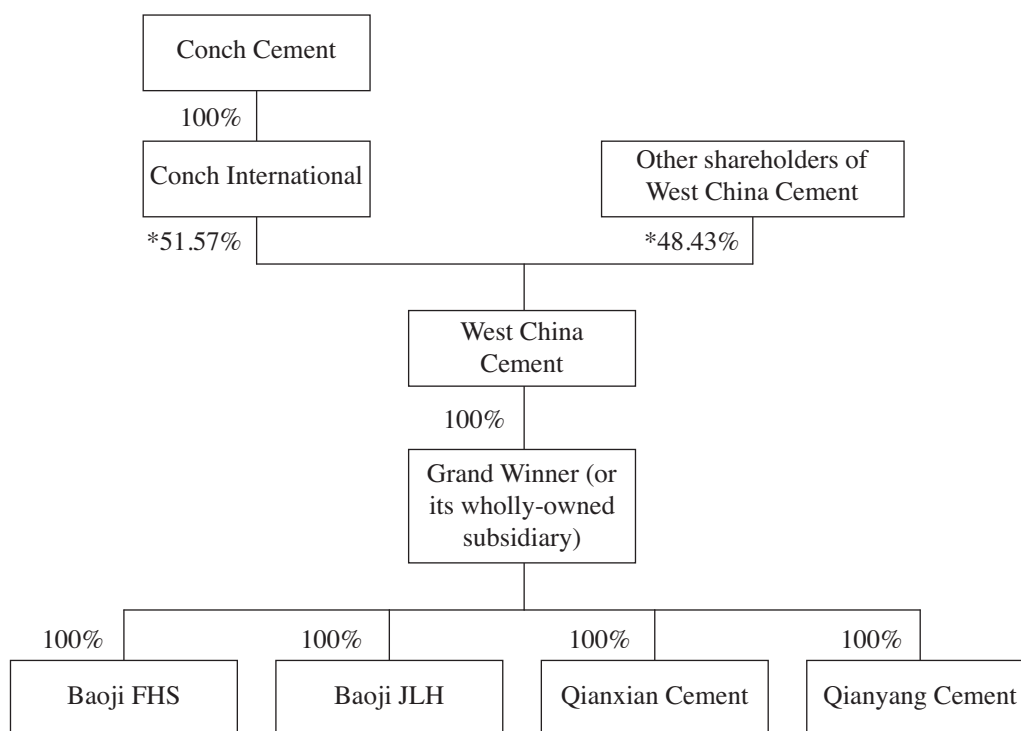 Conch Cement
100%
Conch International
Other shareholders of
West China Cement
*51.57%
*48.43%
West China
Cement
100%
Grand Winner (or
its wholly-owned
subsidiary)
100%
100%
100%
100%
Baoji FHS
Baoji JLH
Qianxian Cement
Qianyang Cement